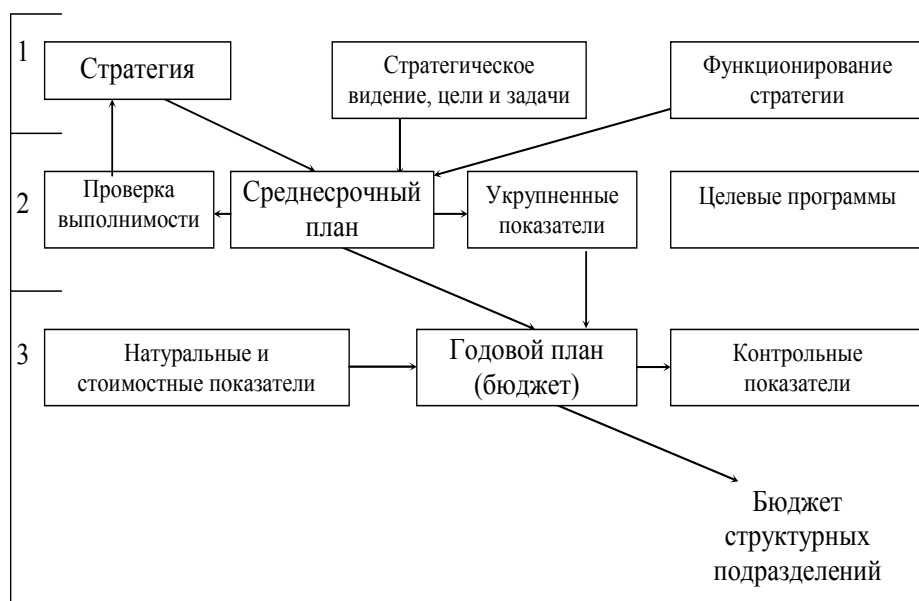 1
Стратегия
Стратегическое
видение, цели и задачи
Функционирование
стратегии
2
Проверка
выполнимости
Среднесрочный
план
Укрупненные
показатели
Целевые программы
3
Натуральные и
стоимостные показатели
Годовой план
(бюджет)
Контрольные
показатели
Бюджет
структурных
подразделений